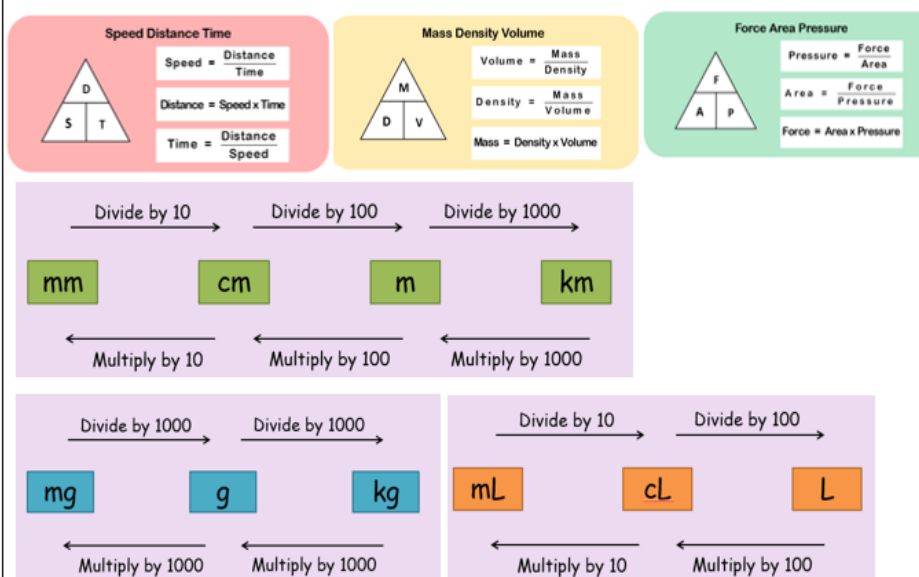 Speed Distance Time
D
S T
Speed = Distance
Time
Distance = Speed x Time
Time = Distance
Speed
Mass Density Volume
M
D V
Volume = Mass
Density
Density = Mass
Volume
Mass = Density x Volume
Force Area Pressure
F
A P
Pressure = Force
Area
Area = Force
Pressure
Force = Area x Pressure
Divide by 10 Divide by 100 Divide by 1000
mm cm m km
Multiply by 10 Multiply by 100 Multiply by 1000
Divide by 1000 Divide by 1000
mg g kg
Multiply by 1000 Multiply by 1000
Divide by 10 Divide by 100
mL cL L
Multiply by 10 Multiply by 100